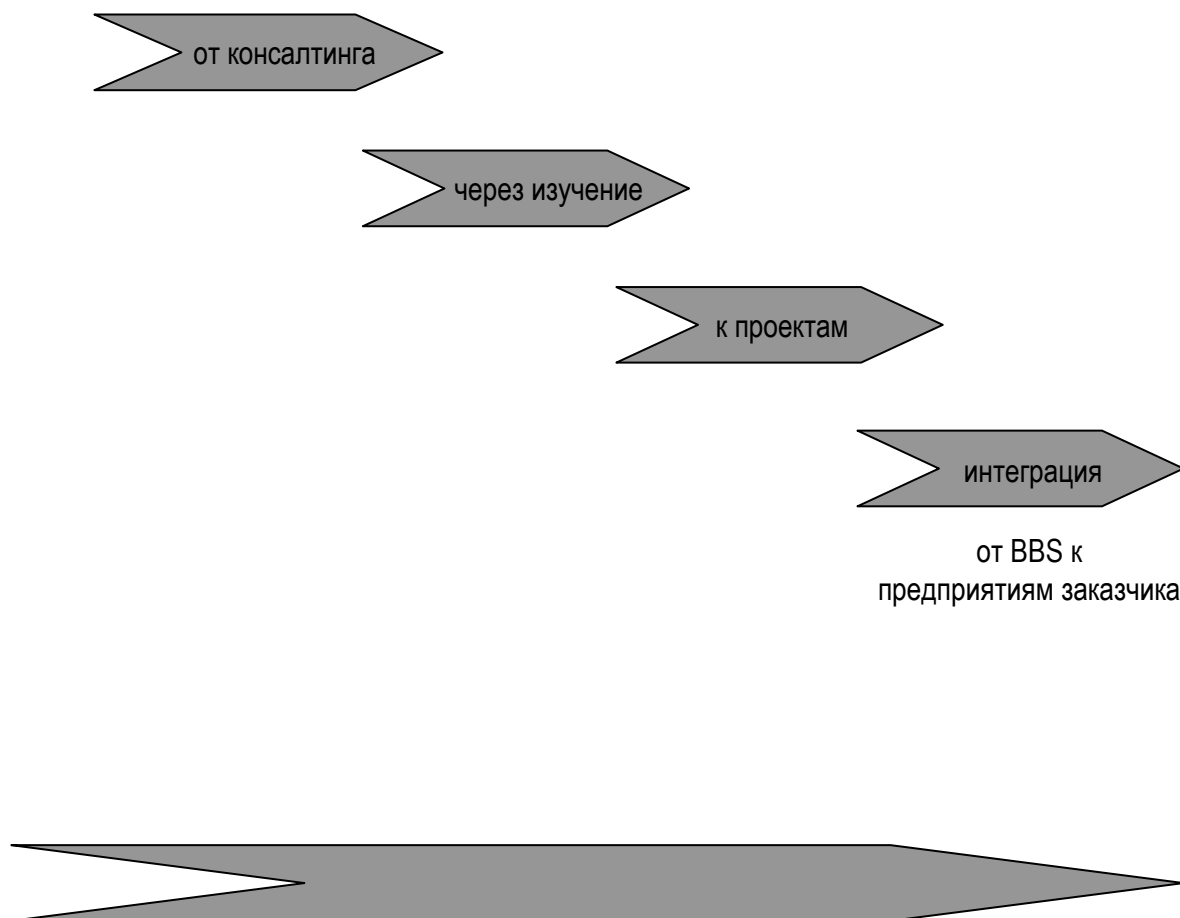 от консалтинга
через изучение
к проектам
интеграция
от BBS к
предприятиям заказчика